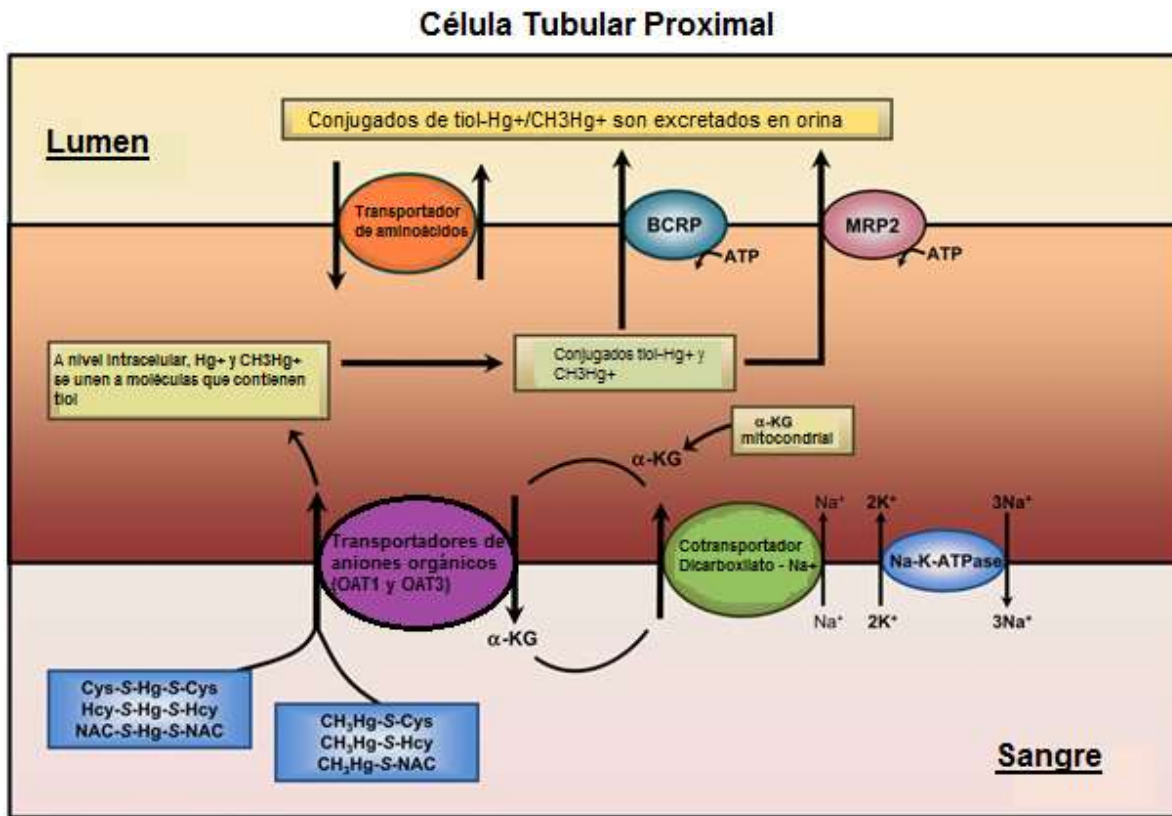 Célula Tubular Proximal
Lumen
Conjugados de tiol-Hg+/CH3Hg+ son excretados en orina
Transportador
de aminoácidos
BCRP
ATP
MRP2
ATP
A nivel intracelular, Hg+ y CH3Hg+
se unen a moléculas que contienen
tiol
Conjugados tiol-Hg+ y
CH3Hg+
α-KG
mitocondrial
α-KG
Transportadores de
aniones orgánicos
(OAT1 y OAT3)
α-KG
Cotransportador
Dicarboxilato - Na+
Na⁺
2K⁺
3Na⁺
Na-K-ATPase
Na⁺
2K⁺
3Na⁺
Cys-S-Hg-S-Cys
Hcy-S-Hg-S-Hcy
NAC-S-Hg-S-NAC
CH₃Hg-S-Cys
CH₃Hg-S-Hcy
CH₃Hg-S-NAC
Sangre